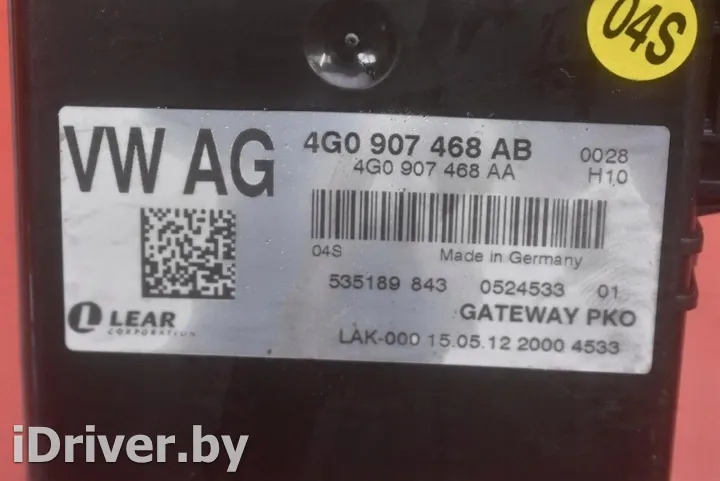 04S
VW AG
4G0 907 468 AB 0028
4G0 907 468 AA H10
04S Made in Germany
535189 843 0524533 01
LEAR
CORPORATION
GATEWAY PKO
LAK-000 15.05.12 2000 4533
iDriver.by